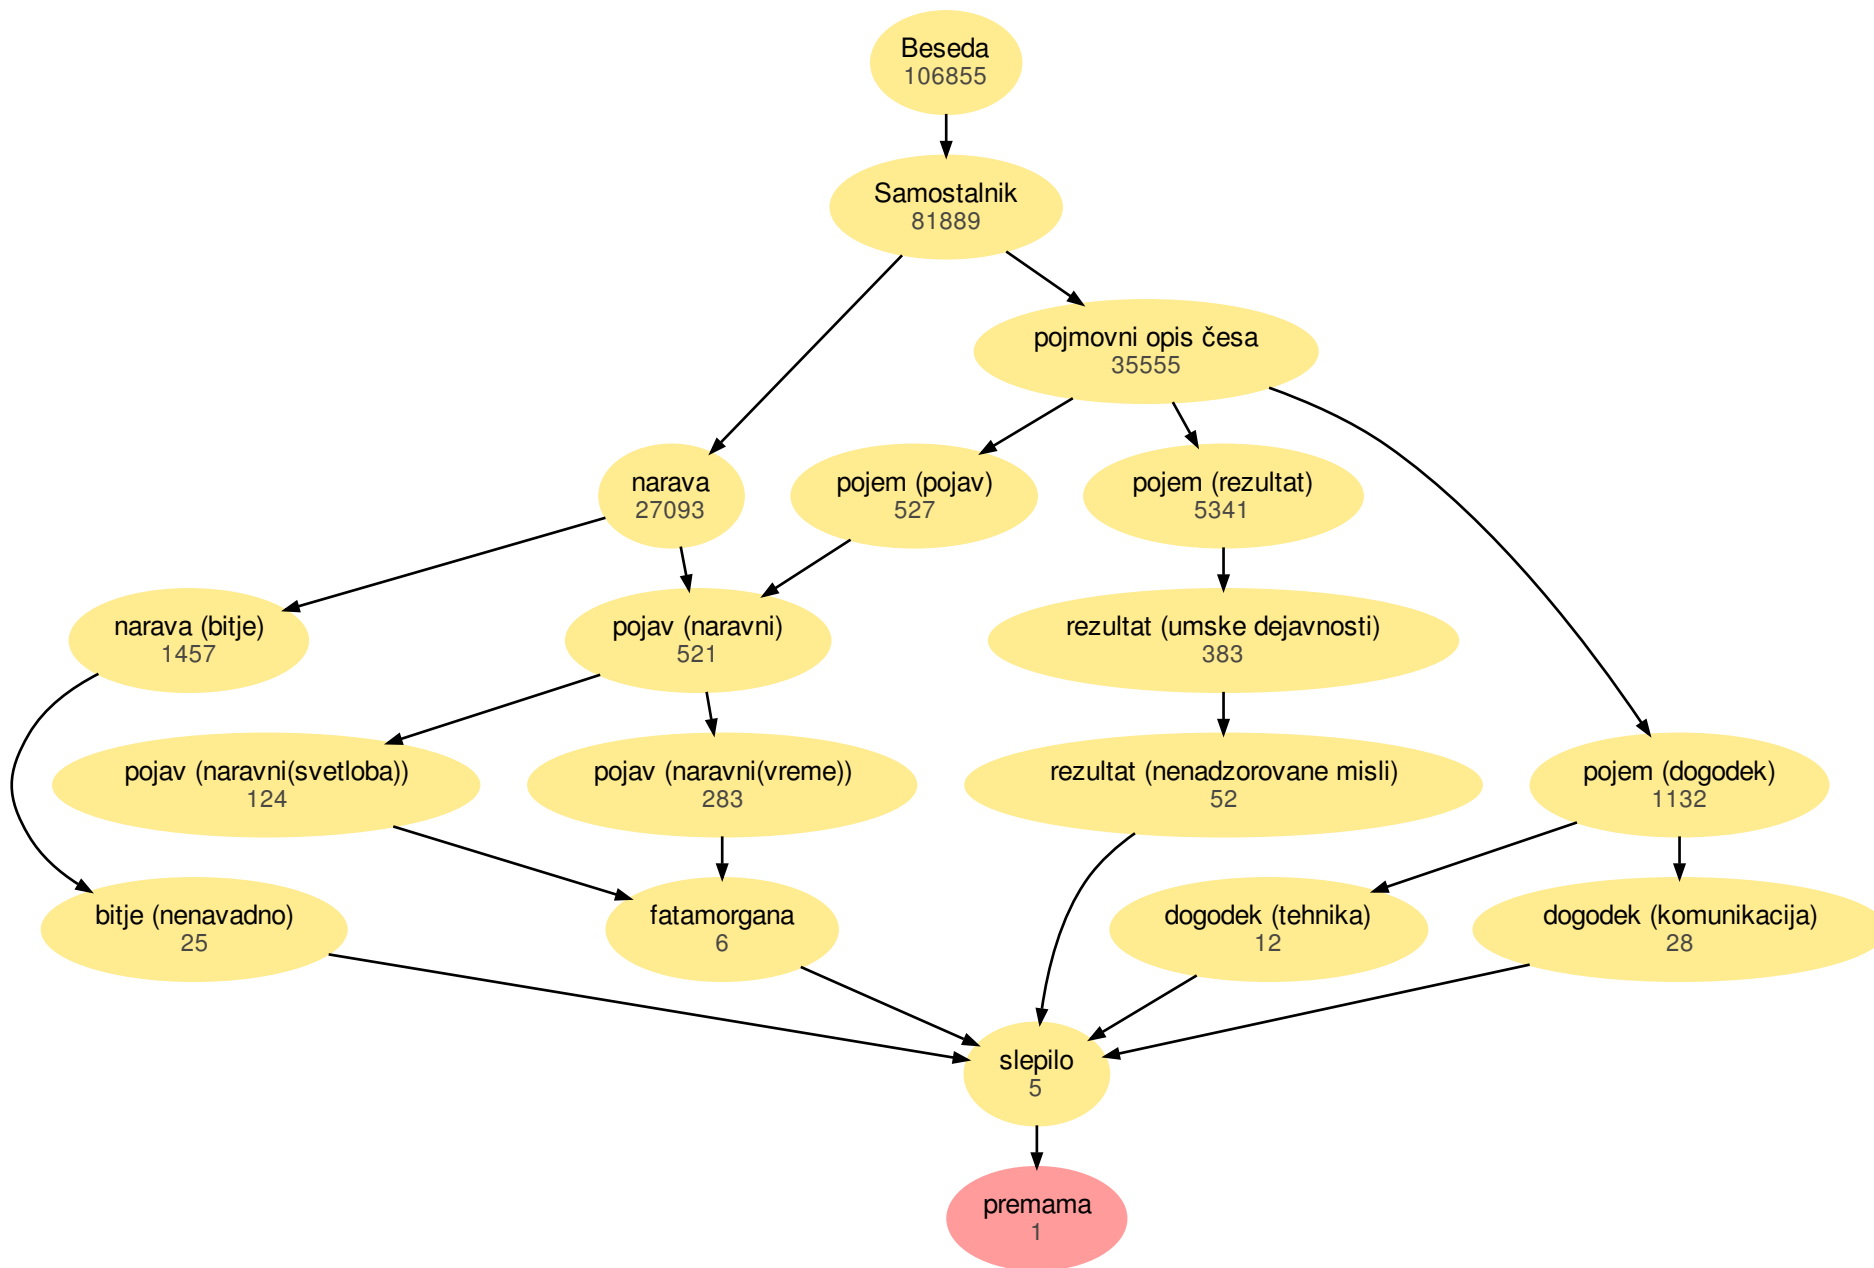 Beseda
106855
Samostalnik
81889
pojmovni opis česa
35555
narava
27093
pojem (pojav)
527
pojem (rezultat)
5341
narava (bitje)
1457
pojav (naravni)
521
rezultat (umske dejavnosti)
383
pojav (naravni(svetloba))
124
pojav (naravni(vreme))
283
rezultat (nenadzorovane misli)
52
pojem (dogodek)
1132
bitje (nenavadno)
25
fatamorgana
6
dogodek (tehnika)
12
dogodek (komunikacija)
28
slepilo
5
premama
1